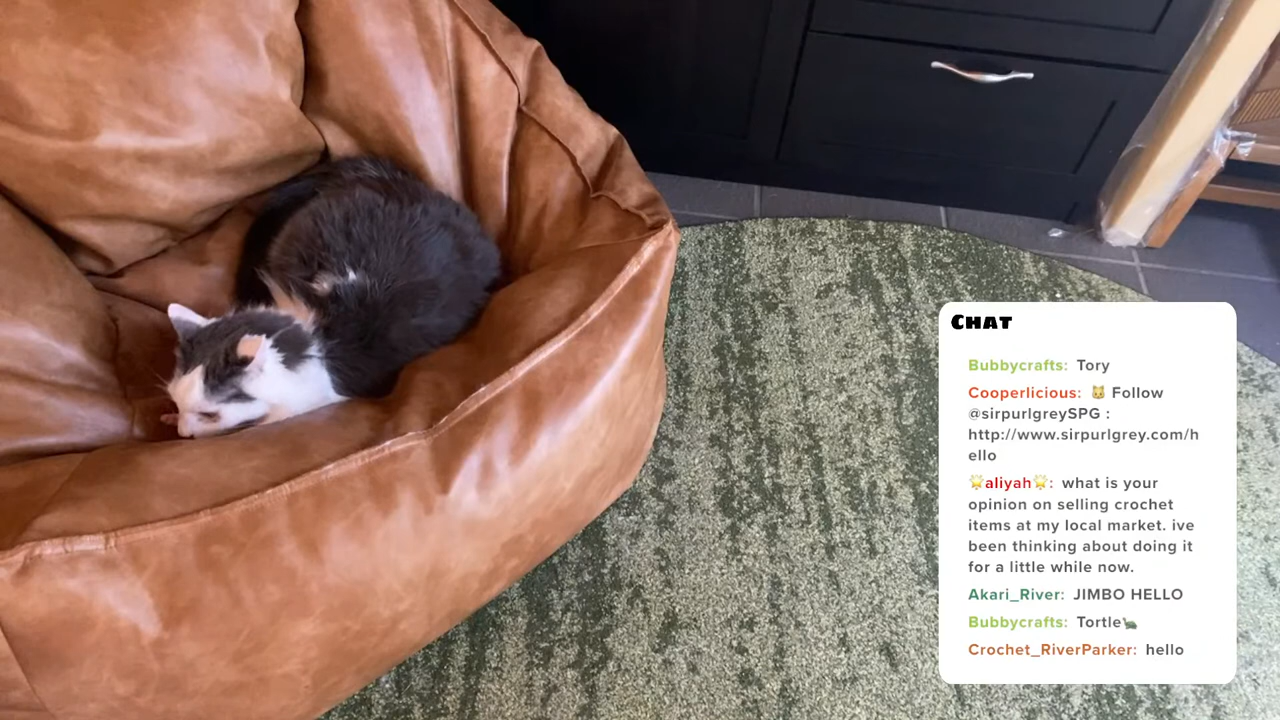 Chat
Bubbycrafts: Tory
Cooperlicious: 🐱 Follow
@sirpurlgreySPG :
http://www.sirpurlgrey.com/h
ello
🌟aliyah🌟: what is your
opinion on selling crochet
items at my local market. ive
been thinking about doing it
for a little while now.
Akari_River: JIMBO HELLO
Bubbycrafts: Tortle🐢
Crochet_RiverParker: hello